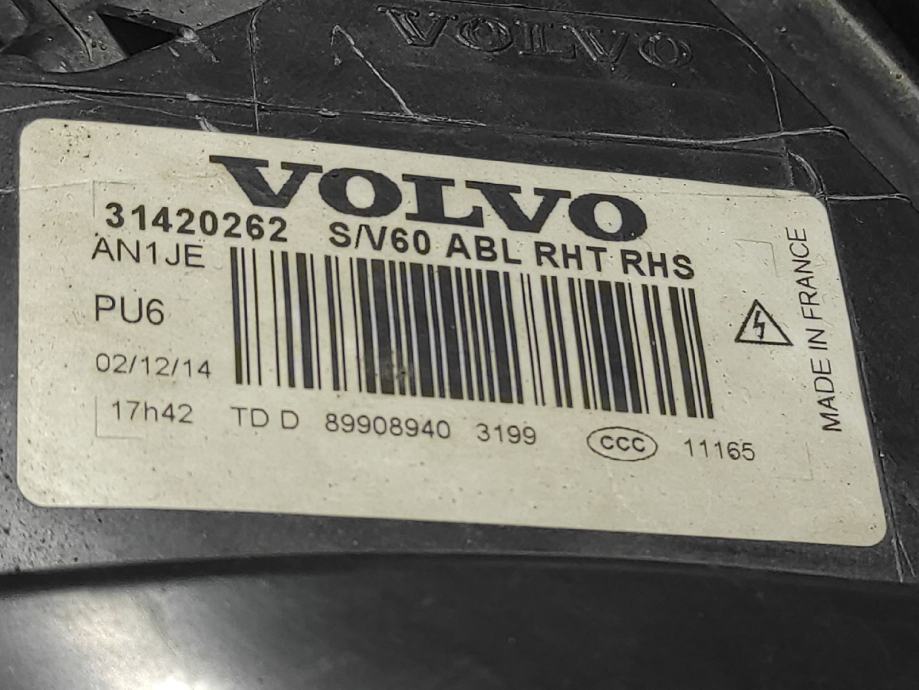 VOLVO
VOLVO
31420262 S/V60 ABL RHT RHS
AN1JE
PU6
02/12/14
17h42 TD D 89908940 3199 CCC 11165
MADE IN FRANCE